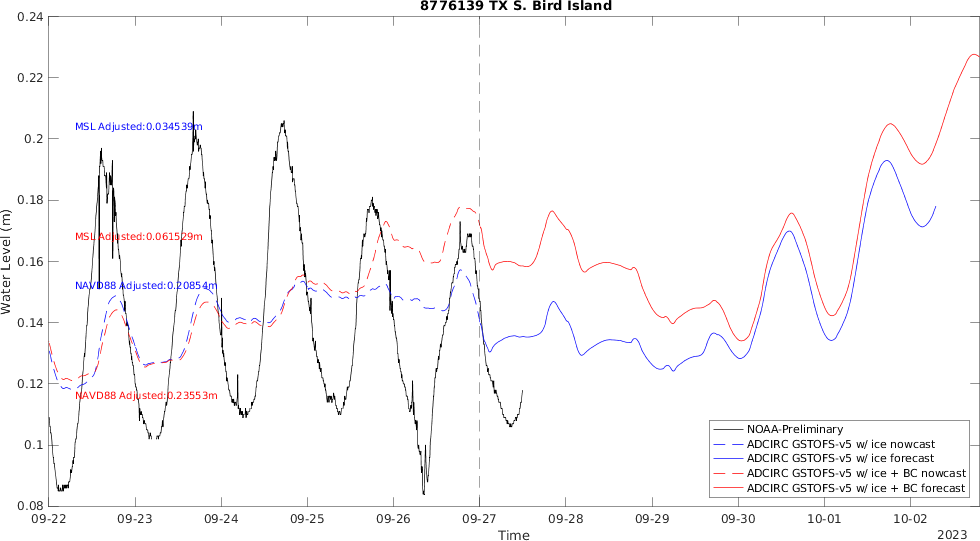 8776139 TX S. Bird Island
0.24
0.22
0.2
0.18
0.16
0.14
0.12
0.1
0.08
Water Level (m)
MSL Adjusted:0.034539m
MSL Adjusted:0.061529m
NAVD88 Adjusted:0.20854m
NAVD88 Adjusted:0.23553m
NOAA-Preliminary
ADCIRC GSTOFS-v5 w/ ice nowcast
ADCIRC GSTOFS-v5 w/ ice forecast
ADCIRC GSTOFS-v5 w/ ice + BC nowcast
ADCIRC GSTOFS-v5 w/ ice + BC forecast
09-22 09-23 09-24 09-25 09-26 09-27 09-28 09-29 09-30 10-01 10-02
Time
2023